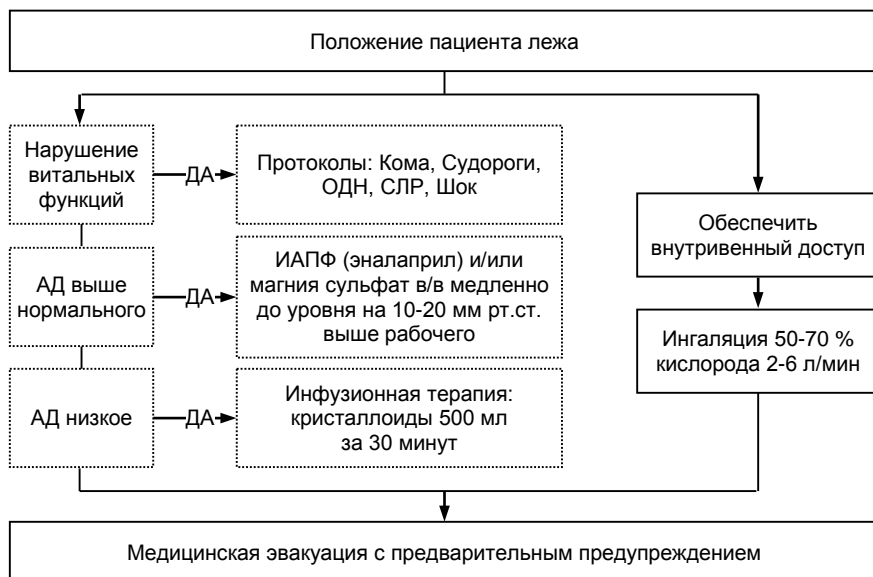 Положение пациента лежа
Нарушение
витальных
функций
ДА
Протоколы: Кома, Судороги,
ОДН, СЛР, Шок
АД выше
нормального
ДА
ИАПФ (эналаприл) и/или
магния сульфат в/в медленно
до уровня на 10-20 мм рт.ст.
выше рабочего
АД низкое
ДА
Инфузионная терапия:
кристаллоиды 500 мл
за 30 минут
Обеспечить
внутривенный доступ
Ингаляция 50-70 %
кислорода 2-6 л/мин
Медицинская эвакуация с предварительным предупреждением